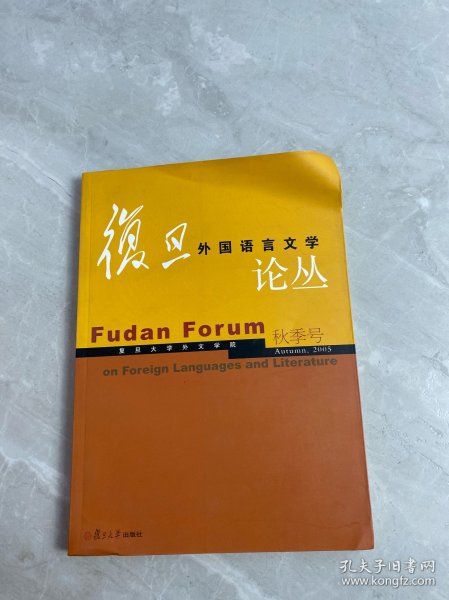 復旦 外国语言文学
论丛
Fudan Forum 秋季号
复旦大学外文学院 Autumn, 2005
on Foreign Languages and Literature
復旦大学出版社
孔夫子旧书网
www.kongfz.com